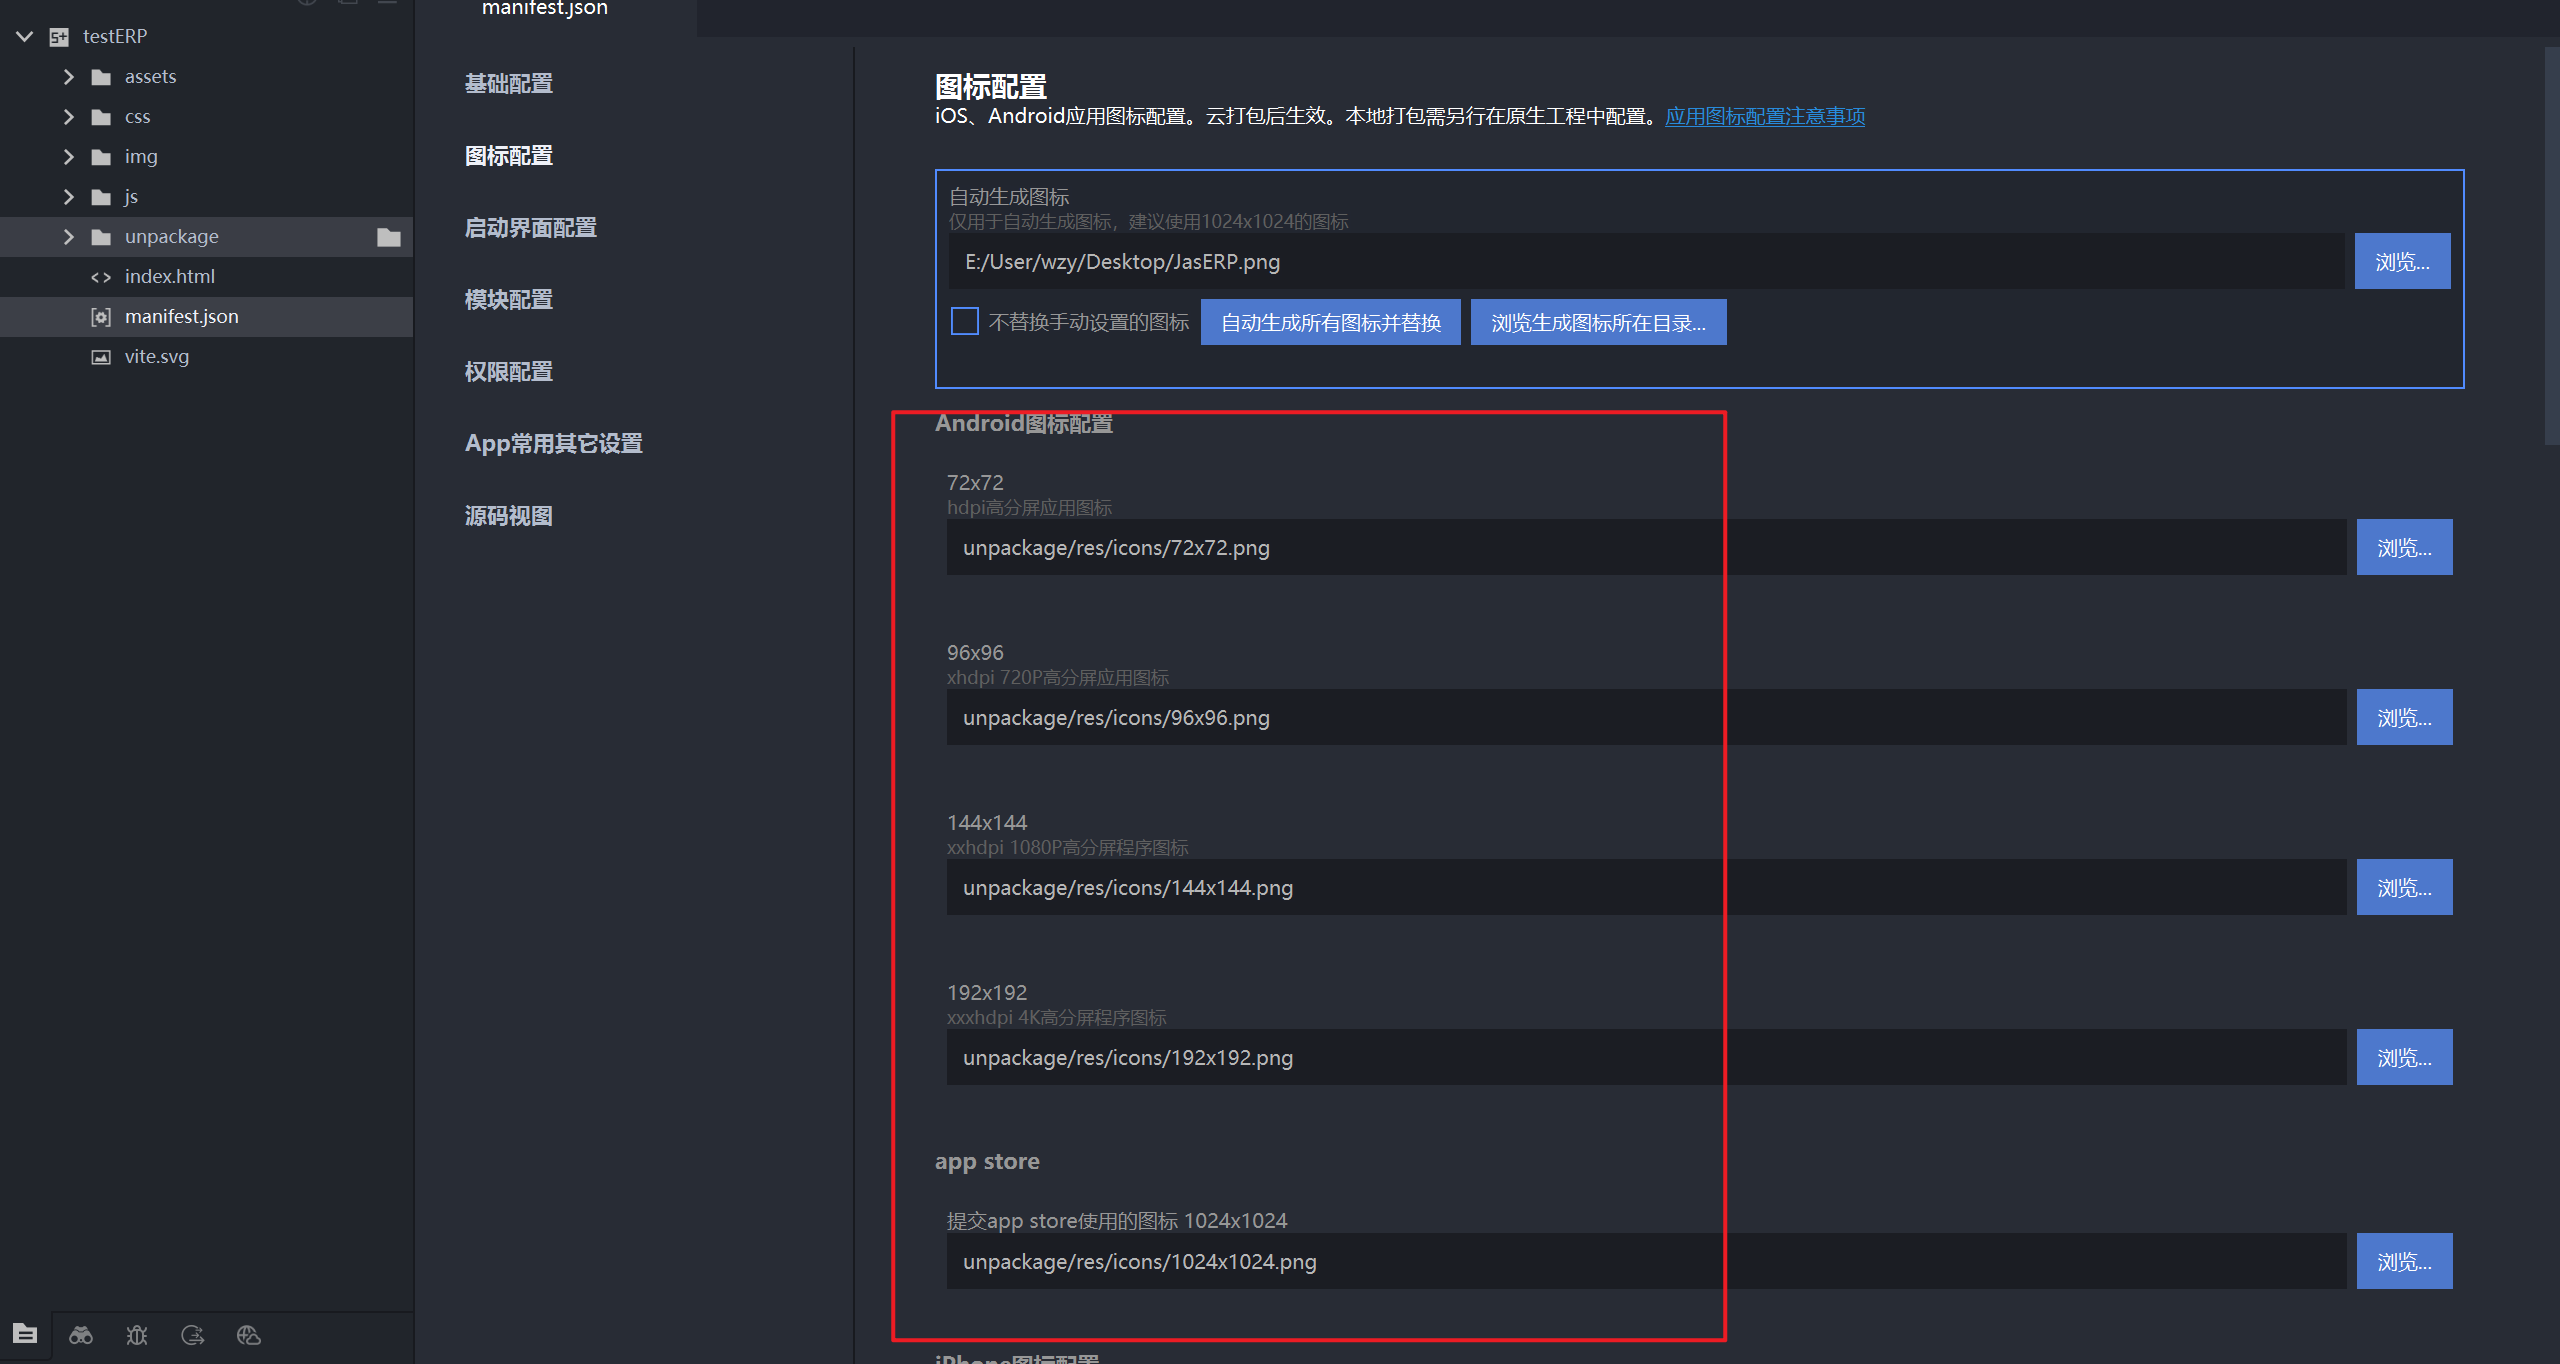 manifest.json
testERP
assets
css
img
js
unpackage
index.html
manifest.json
vite.svg
基础配置
图标配置
启动界面配置
模块配置
权限配置
App常用其它设置
源码视图
图标配置
iOS、Android应用图标配置。云打包后生效。本地打包需另行在原生工程中配置。应用图标配置注意事项
自动生成图标
仅用于自动生成图标，建议使用1024x1024的图标
E:/User/wzy/Desktop/JasERP.png
浏览...
不替换手动设置的图标
自动生成所有图标并替换
浏览生成图标所在目录...
Android图标配置
72x72
hdpi高分屏应用图标
unpackage/res/icons/72x72.png
浏览...
96x96
xhdpi 720P高分屏应用图标
unpackage/res/icons/96x96.png
浏览...
144x144
xxhdpi 1080P高分屏程序图标
unpackage/res/icons/144x144.png
浏览...
192x192
xxxhdpi 4K高分屏程序图标
unpackage/res/icons/192x192.png
浏览...
app store
提交app store使用的图标 1024x1024
unpackage/res/icons/1024x1024.png
浏览...
iPhone图标配置